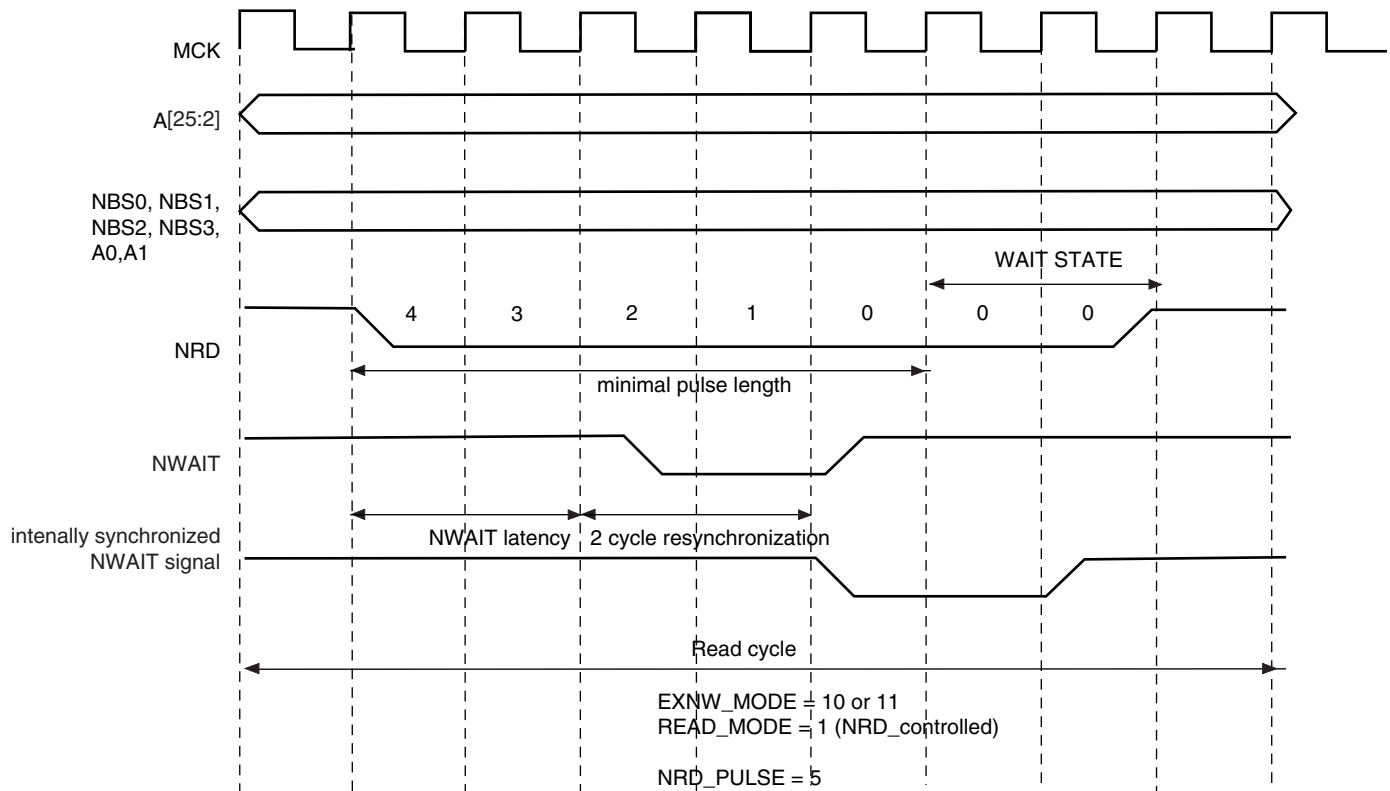 MCK
A[25:2]
NBS0, NBS1,
NBS2, NBS3,
A0,A1
WAIT STATE
4 3 2 1 0 0 0
NRD
minimal pulse length
NWAIT
intenally synchronized
NWAIT signal
NWAIT latency 2 cycle resynchronization
Read cycle
EXNW_MODE = 10 or 11
READ_MODE = 1 (NRD_controlled)
NRD_PULSE = 5